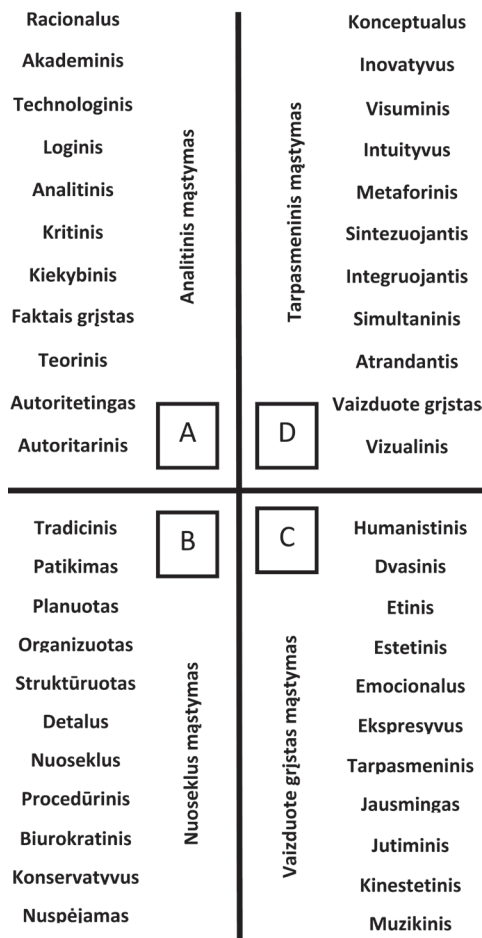 Racionalus
Akademinis
Technologinis
Loginis
Analitinis
Kritinis
Kiekybinis
Faktais grįstas
Teorinis
Autoritetingas
Autoritarinis
Analitinis mąstymas
A
Tarpasmeninis mąstymas
D
Konceptualus
Inovatyvus
Visuminis
Intuityvus
Metaforinis
Sintezuojantis
Integruojantis
Simultaninis
Atrandantis
Vaizduote grįstas
Vizualinis
Tradicinis
Patikimas
Planuotas
Organizuotas
Struktūruotas
Detalus
Nuoseklus
Procedūrinis
Biurokratinis
Konservatyvus
Nuspėjamas
B
Nuoseklus mąstymas
C
Vaizduote grįstas mąstymas
Humanistinis
Dvasinis
Etinis
Estetinis
Emocionalus
Ekspresyvus
Tarpasmeninis
Jausmingas
Jutiminis
Kinestetinis
Muzikinis